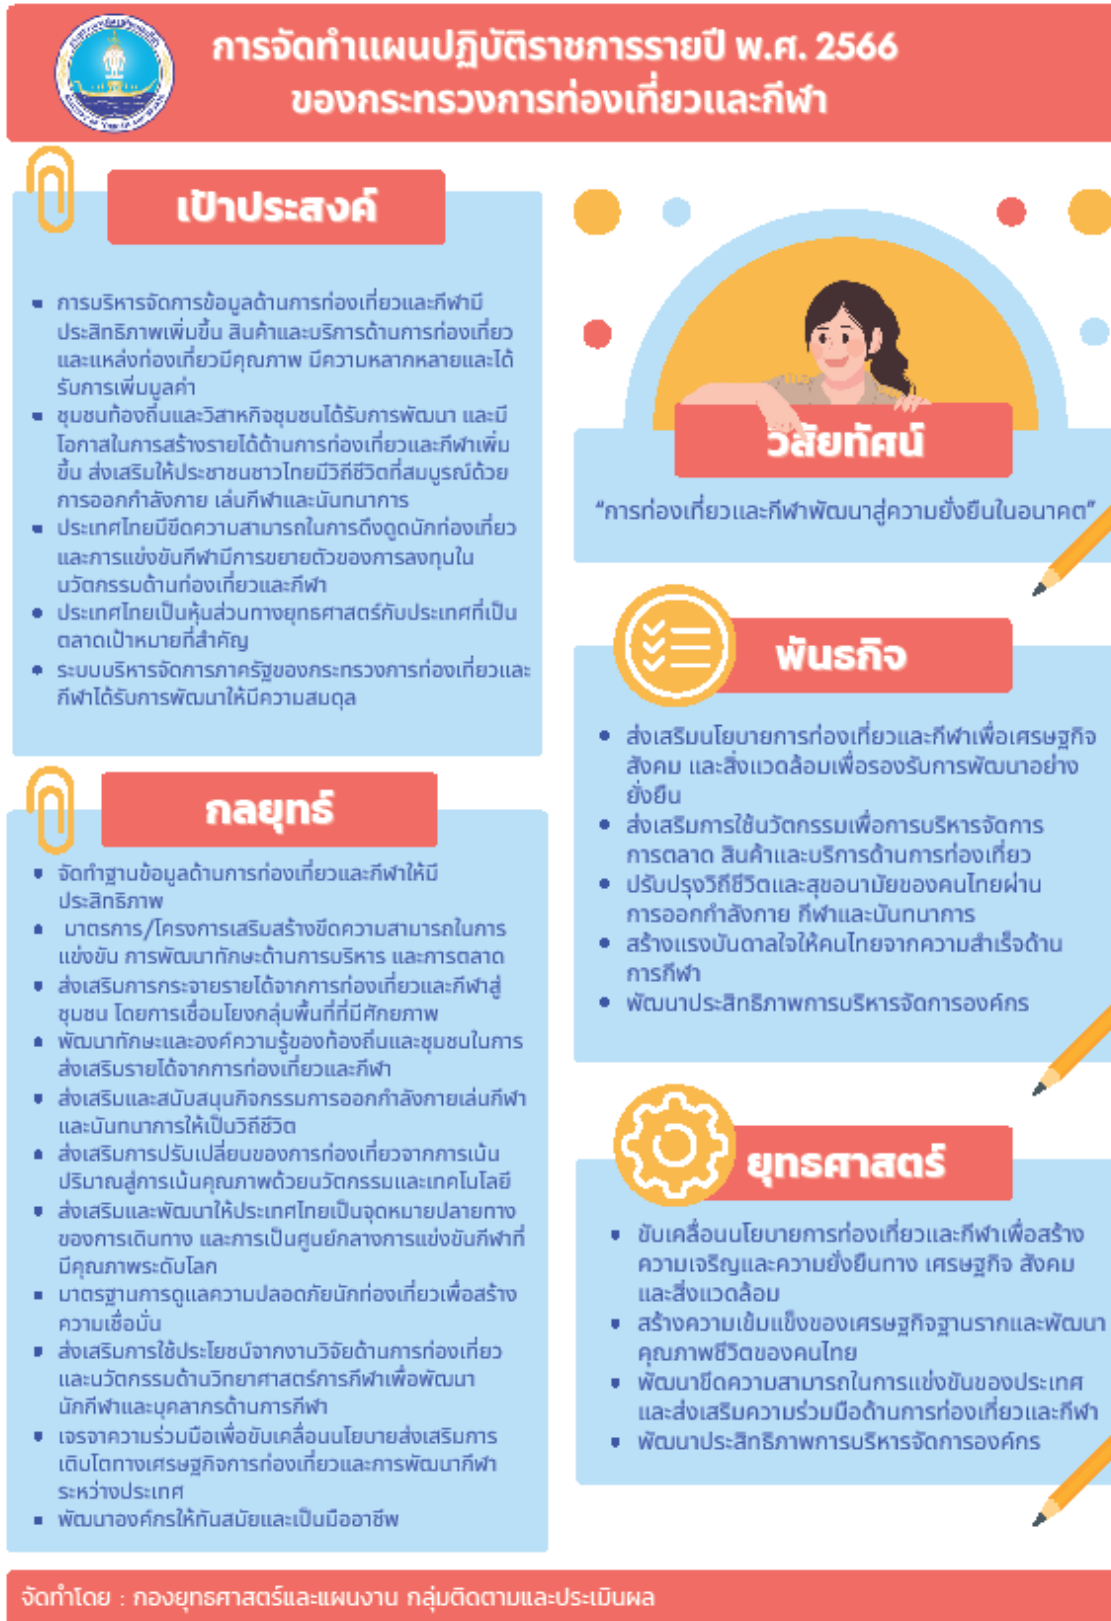 การจัดทำแผนปฏิบัติราชการรายปี พ.ศ. 2566
ของกระทรวงการท่องเที่ยวและกีฬา
เป้าประสงค์
การบริหารจัดการข้อมูลด้านการท่องเที่ยวและกีฬามี
ประสิทธิภาพเพิ่มขึ้น สินค้าและบริการด้านการท่องเที่ยว
และแหล่งท่องเที่ยวมีคุณภาพ มีความหลากหลายและได้
รับการเพิ่มมูลค่า
ชุมชนท้องถิ่นและวิสาหกิจชุมชนได้รับการพัฒนา และมี
โอกาสในการสร้างรายได้ด้านการท่องเที่ยวและกีฬาเพิ่ม
ขึ้น ส่งเสริมให้ประชาชนชาวไทยมีวิถีชีวิตที่สมบูรณ์ด้วย
การออกกำลังกาย เล่นกีฬาและนันทนาการ
ประเทศไทยมีขีดความสามารถในการดึงดูดนักท่องเที่ยว
และการแข่งขันกีฬามีการขยายตัวของการลงทุนใน
นวัตกรรมด้านท่องเที่ยวและกีฬา
ประเทศไทยเป็นหุ้นส่วนทางยุทธศาสตร์กับประเทศที่เป็น
ตลาดเป้าหมายที่สำคัญ
ระบบบริหารจัดการภาครัฐของกระทรวงการท่องเที่ยวและ
กีฬาได้รับการพัฒนาให้มีความสมดุล
กลยุทธ์
จัดทำฐานข้อมูลด้านการท่องเที่ยวและกีฬาให้มี
ประสิทธิภาพ
มาตรการ/โครงการเสริมสร้างขีดความสามารถในการ
แข่งขัน การพัฒนาทักษะด้านการบริหาร และการตลาด
ส่งเสริมการกระจายรายได้จากการท่องเที่ยวและกีฬาสู่
ชุมชน โดยการเชื่อมโยงกลุ่มพื้นที่ที่มีศักยภาพ
พัฒนาทักษะและองค์ความรู้ของท้องถิ่นและชุมชนในการ
ส่งเสริมรายได้จากการท่องเที่ยวและกีฬา
ส่งเสริมและสนับสนุนกิจกรรมการออกกำลังกายเล่นกีฬา
และนันทนาการให้เป็นวิถีชีวิต
ส่งเสริมการปรับเปลี่ยนของการท่องเที่ยวจากการเน้น
ปริมาณสู่การเน้นคุณภาพด้วยนวัตกรรมและเทคโนโลยี
ส่งเสริมและพัฒนาให้ประเทศไทยเป็นจุดหมายปลายทาง
ของการเดินทาง และการเป็นศูนย์กลางการแข่งขันกีฬาที่
มีคุณภาพระดับโลก
มาตรฐานการดูแลความปลอดภัยนักท่องเที่ยวเพื่อสร้าง
ความเชื่อมั่น
ส่งเสริมการใช้ประโยชน์จากงานวิจัยด้านการท่องเที่ยว
และนวัตกรรมด้านวิทยาศาสตร์การกีฬาเพื่อพัฒนา
นักกีฬาและบุคลากรด้านการกีฬา
เจรจาความร่วมมือเพื่อขับเคลื่อนนโยบายส่งเสริมการ
เติบโตทางเศรษฐกิจการท่องเที่ยวและการพัฒนากีฬา
ระหว่างประเทศ
พัฒนาองค์กรให้ทันสมัยและเป็นมืออาชีพ
วิสัยทัศน์
“การท่องเที่ยวและกีฬาพัฒนาสู่ความยั่งยืนในอนาคต”
พันธกิจ
ส่งเสริมนโยบายการท่องเที่ยวและกีฬาเพื่อเศรษฐกิจ
สังคม และสิ่งแวดล้อมเพื่อรองรับการพัฒนาอย่าง
ยั่งยืน
ส่งเสริมการใช้นวัตกรรมเพื่อการบริหารจัดการ
การตลาด สินค้าและบริการด้านการท่องเที่ยว
ปรับปรุงวิถีชีวิตและสุขอนามัยของคนไทยผ่าน
การออกกำลังกาย กีฬาและนันทนาการ
สร้างแรงบันดาลใจให้คนไทยจากความสำเร็จด้าน
การกีฬา
พัฒนาประสิทธิภาพการบริหารจัดการองค์กร
ยุทธศาสตร์
ขับเคลื่อนนโยบายการท่องเที่ยวและกีฬาเพื่อสร้าง
ความเจริญและความยั่งยืนทาง เศรษฐกิจ สังคม
และสิ่งแวดล้อม
สร้างความเข้มแข็งของเศรษฐกิจฐานรากและพัฒนา
คุณภาพชีวิตของคนไทย
พัฒนาขีดความสามารถในการแข่งขันของประเทศ
และส่งเสริมความร่วมมือด้านการท่องเที่ยวและกีฬา
พัฒนาประสิทธิภาพการบริหารจัดการองค์กร
จัดทำโดย : กองยุทธศาสตร์และแผนงาน กลุ่มติดตามและประเมินผล